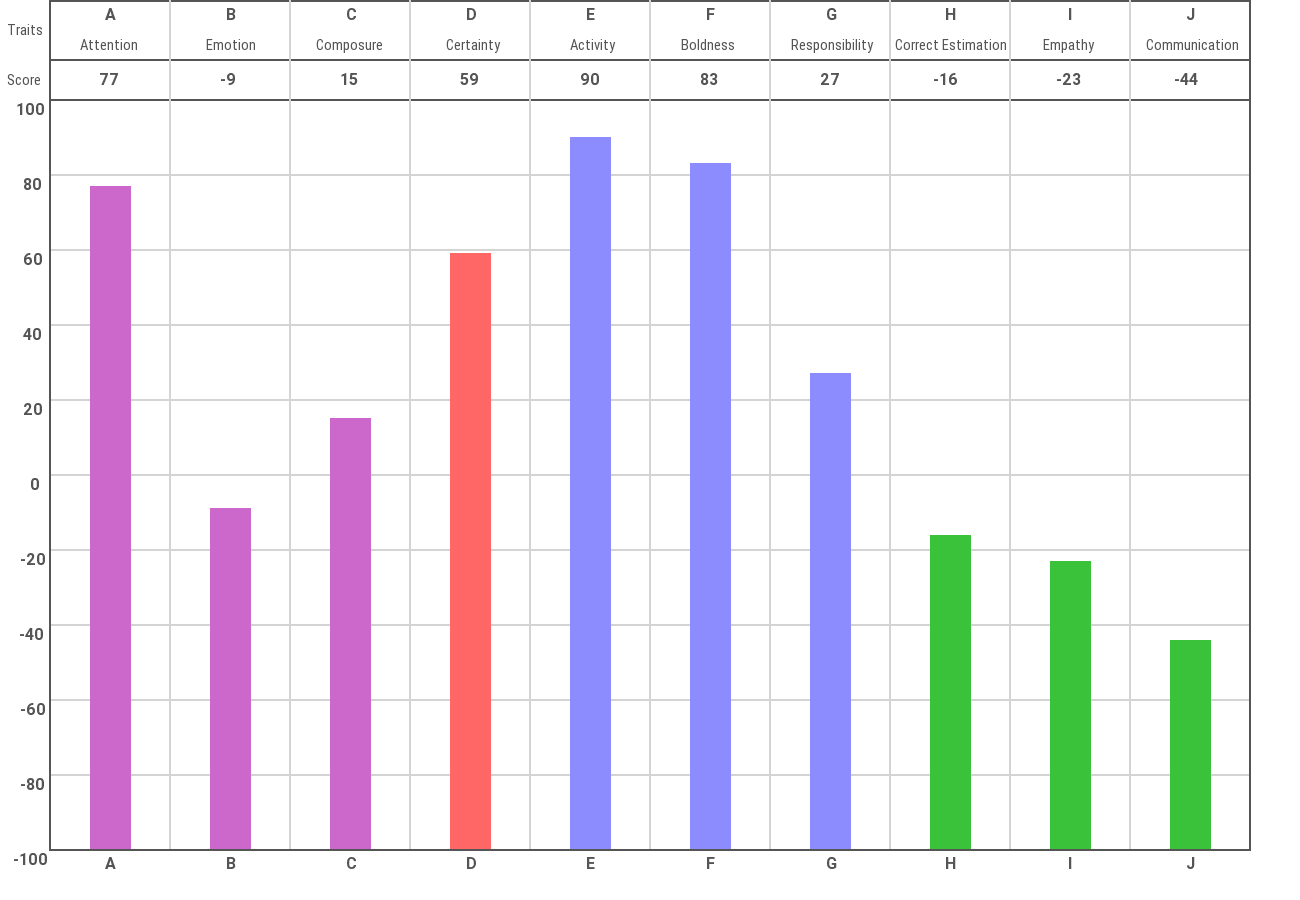 A B C D E F G H I J
Traits
Attention Emotion Composure Certainty Activity Boldness Responsibility Correct Estimation Empathy Communication
Score 77 -9 15 59 90 83 27 -16 -23 -44
100
80
60
40
20
0
-20
-40
-60
-80
-100
A B C D E F G H I J